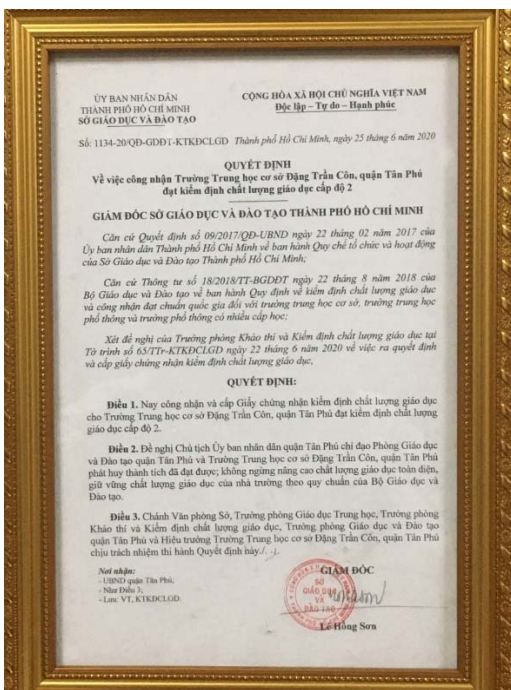 ỦY BAN NHÂN DÂN
THÀNH PHỐ HỒ CHÍ MINH
SỞ GIÁO DỤC VÀ ĐÀO TẠO
CỘNG HÒA XÃ HỘI CHỦ NGHĨA VIỆT NAM
Độc lập – Tự do – Hạnh phúc
Số: 1134-20/QĐ-GDĐT-KTKĐCLGD
Thành phố Hồ Chí Minh, ngày 25 tháng 6 năm 2020
QUYẾT ĐỊNH
Về việc công nhận Trường Trung học cơ sở Đặng Trần Côn, quận Tân Phú
đạt kiểm định chất lượng giáo dục cấp độ 2
GIÁM ĐỐC SỞ GIÁO DỤC VÀ ĐÀO TẠO THÀNH PHỐ HỒ CHÍ MINH
Căn cứ Quyết định số 09/2017/QĐ-UBND ngày 22 tháng 02 năm 2017 của
Ủy ban nhân dân Thành phố Hồ Chí Minh về ban hành Quy chế tổ chức và hoạt động
của Sở Giáo dục và Đào tạo Thành phố Hồ Chí Minh;
Căn cứ Thông tư số 18/2018/TT-BGDĐT ngày 22 tháng 8 năm 2018 của
Bộ Giáo dục và Đào tạo về ban hành Quy định về kiểm định chất lượng giáo dục
và công nhận đạt chuẩn quốc gia đối với trường trung học cơ sở, trường trung học
phổ thông và trường phổ thông có nhiều cấp học;
Xét đề nghị của Trưởng phòng Khảo thí và Kiểm định chất lượng giáo dục tại
Tờ trình số 65/TTr-KTKĐCLGD ngày 22 tháng 6 năm 2020 về việc ra quyết định
và cấp giấy chứng nhận kiểm định chất lượng giáo dục,
QUYẾT ĐỊNH:
Điều 1. Nay công nhận và cấp Giấy chứng nhận kiểm định chất lượng giáo dục
cho Trường Trung học cơ sở Đặng Trần Côn, quận Tân Phú đạt kiểm định chất lượng
giáo dục cấp độ 2.
Điều 2. Đề nghị Chủ tịch Ủy ban nhân dân quận Tân Phú chỉ đạo Phòng Giáo dục
và Đào tạo quận Tân Phú và Trường Trung học cơ sở Đặng Trần Côn, quận Tân Phú
phát huy thành tích đã đạt được; không ngừng nâng cao chất lượng giáo dục toàn diện,
giữ vững chất lượng giáo dục của nhà trường theo quy chuẩn của Bộ Giáo dục và
Đào tạo.
Điều 3. Chánh Văn phòng Sở, Trưởng phòng Giáo dục Trung học, Trưởng phòng
Khảo thí và Kiểm định chất lượng giáo dục, Trưởng phòng Giáo dục và Đào tạo
quận Tân Phú và Hiệu trưởng Trường Trung học cơ sở Đặng Trần Côn, quận Tân Phú
chịu trách nhiệm thi hành Quyết định này./.
Nơi nhận:
- UBND quận Tân Phú;
- Như Điều 3;
- Lưu: VT, KTKĐCLGD.
GIÁM ĐỐC
SỞ
GIÁO DỤC
VÀ
ĐÀO TẠO
Lê Hồng Sơn